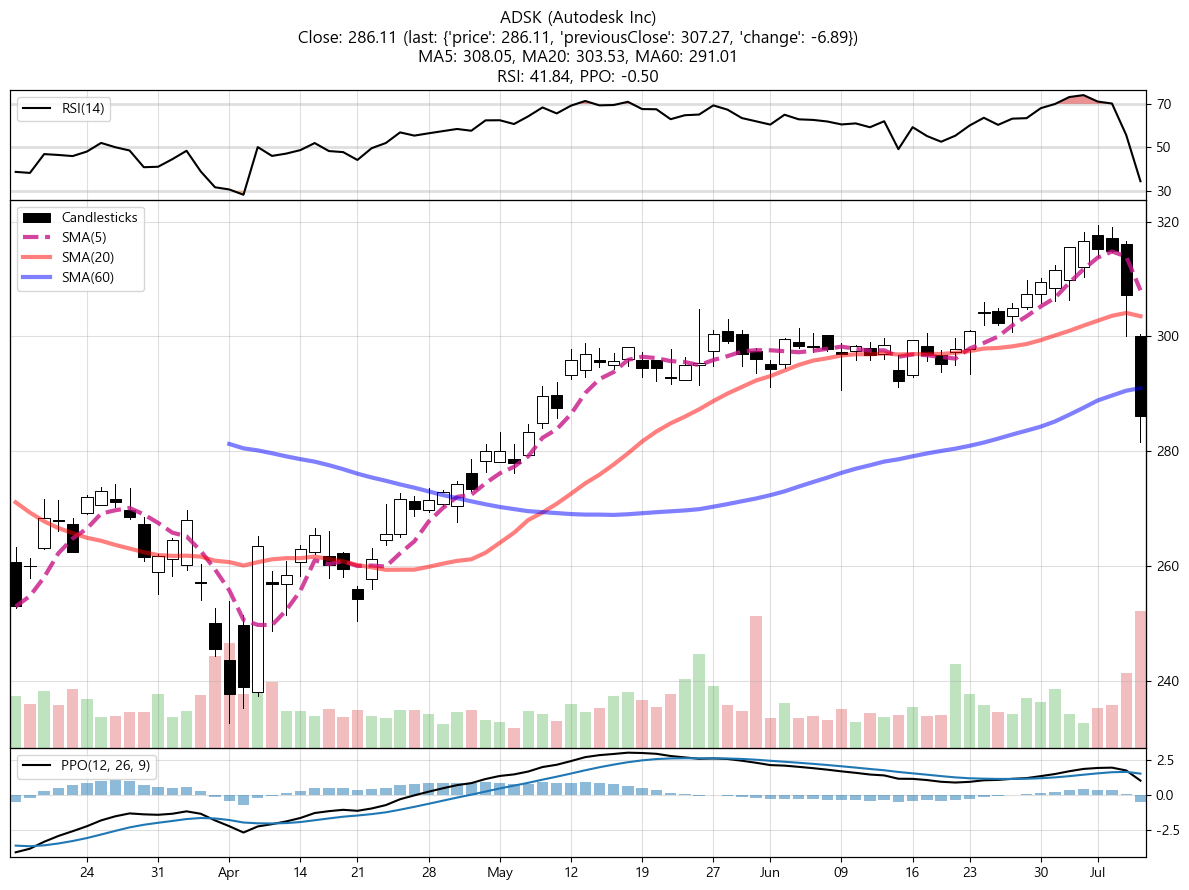 ADSK (Autodesk Inc)
Close: 286.11 (last: {'price': 286.11, 'previousClose': 307.27, 'change': -6.89})
MA5: 308.05, MA20: 303.53, MA60: 291.01
RSI: 41.84, PPO: -0.50
RSI(14)
70
50
30
Candlesticks
SMA(5)
SMA(20)
SMA(60)
320
300
280
260
240
PPO(12, 26, 9)
2.5
0.0
−2.5
24 31 Apr 14 21 28 May 12 19 27 Jun 09 16 23 30 Jul